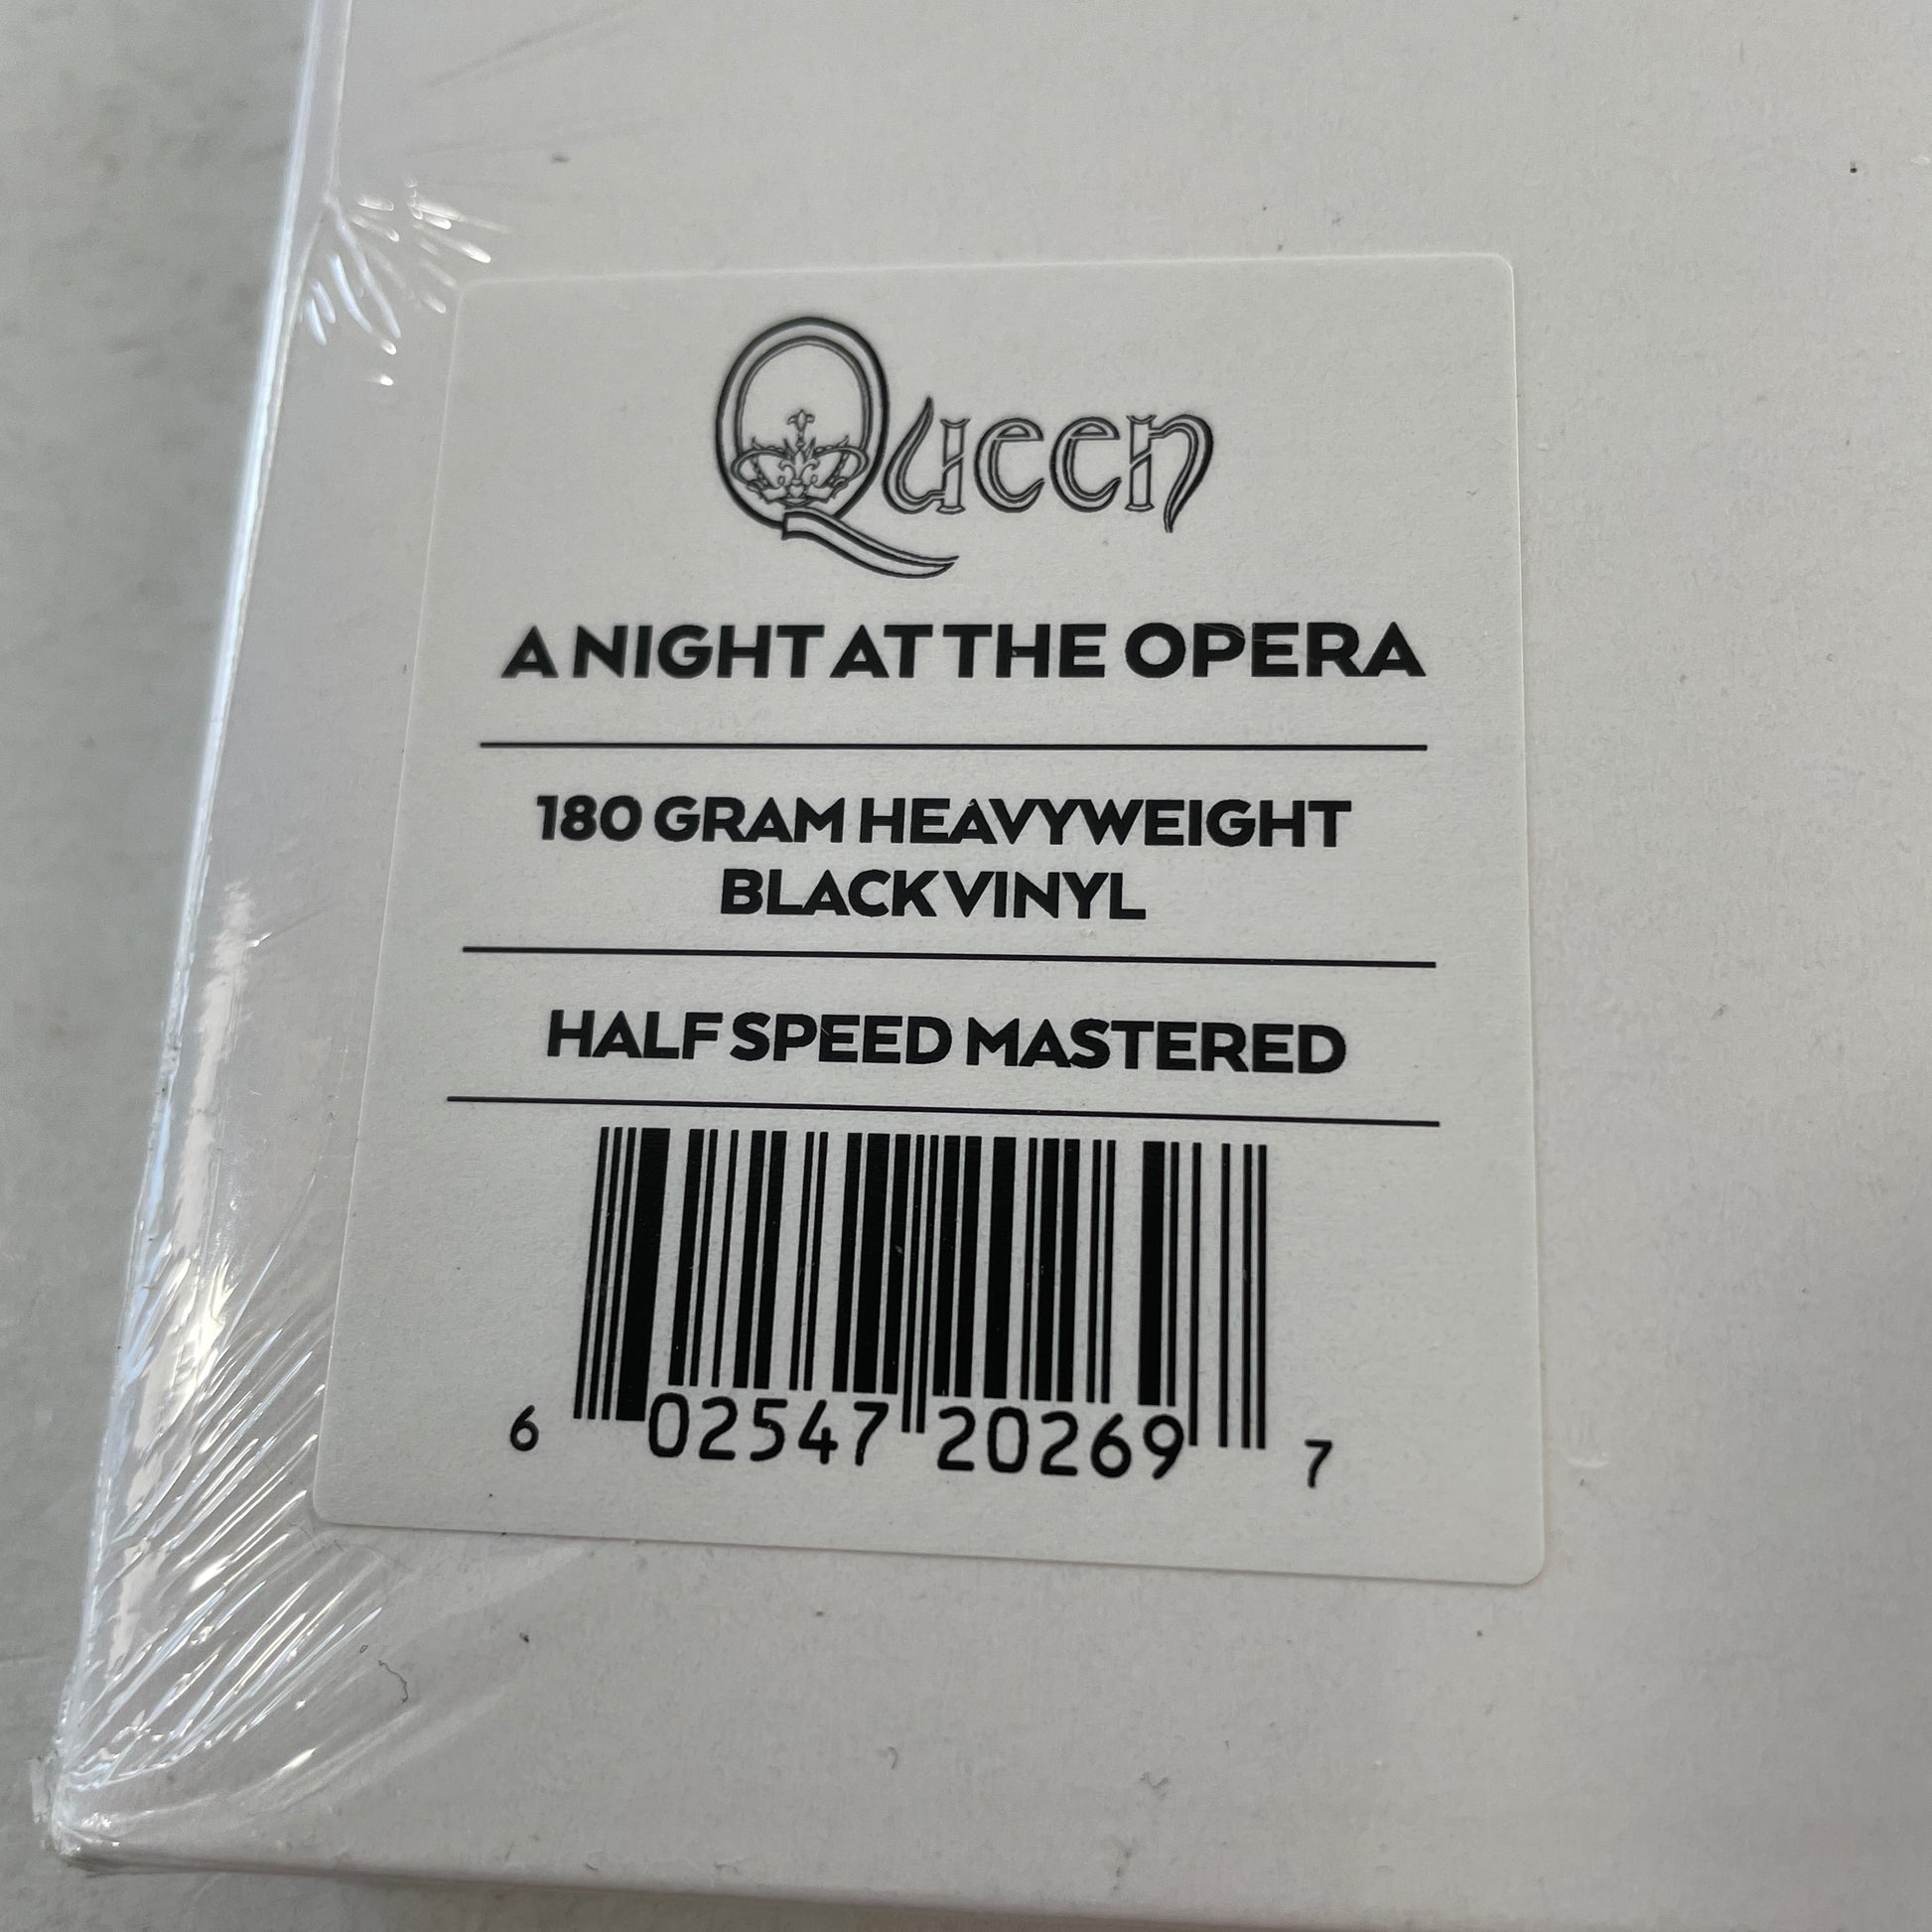 Queen
A NIGHT AT THE OPERA
180 GRAM HEAVYWEIGHT
BLACK VINYL
HALF SPEED MASTERED
6 02547 20269 7